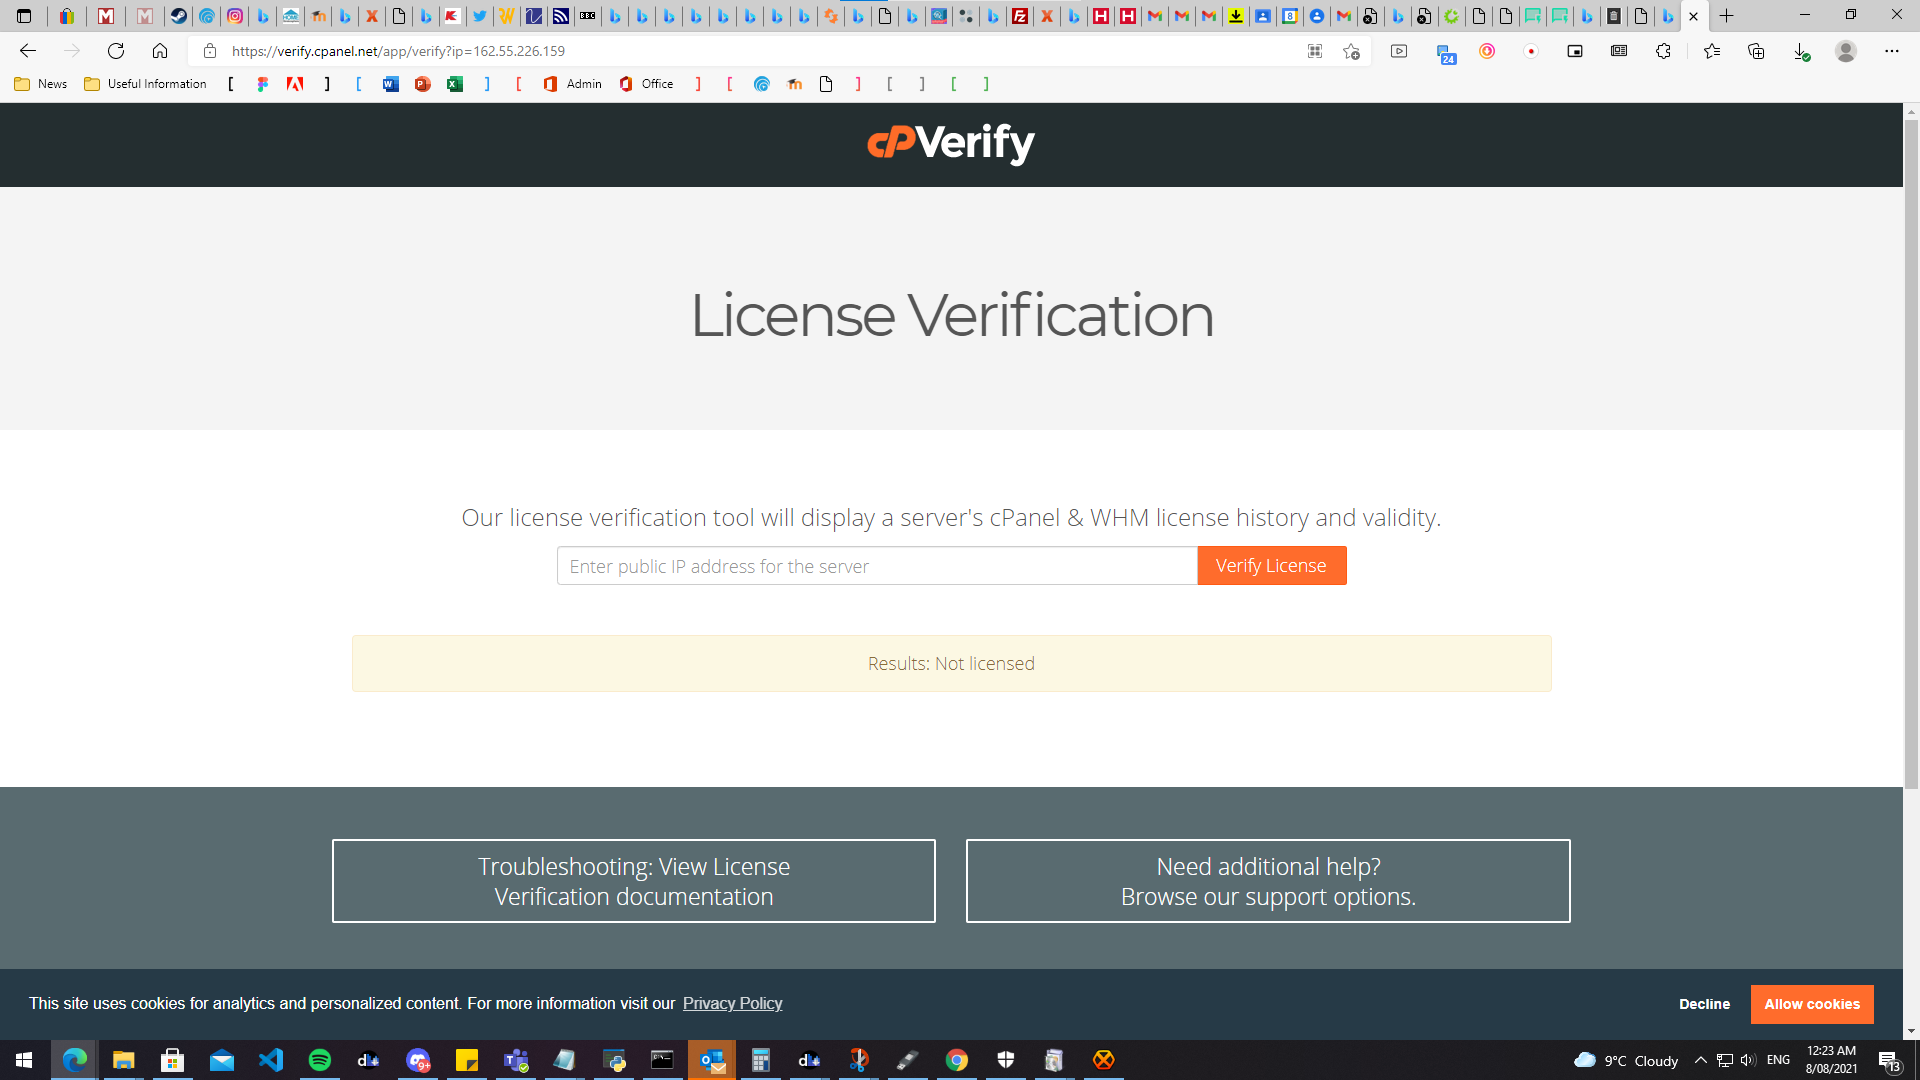 https://verify.cpanel.net/app/verify?ip=162.55.226.159
24
News
Useful Information
[
]
[
]
[
Admin
Office
]
[
]
[
]
[
]
cPVerify
License Verification
Our license verification tool will display a server's cPanel & WHM license history and validity.
Enter public IP address for the server
Verify License
Results: Not licensed
Troubleshooting: View License
Verification documentation
Need additional help?
Browse our support options.
This site uses cookies for analytics and personalized content. For more information visit our Privacy Policy
Decline
Allow cookies
9+
9°C Cloudy
ENG
12:23 AM
8/08/2021
13